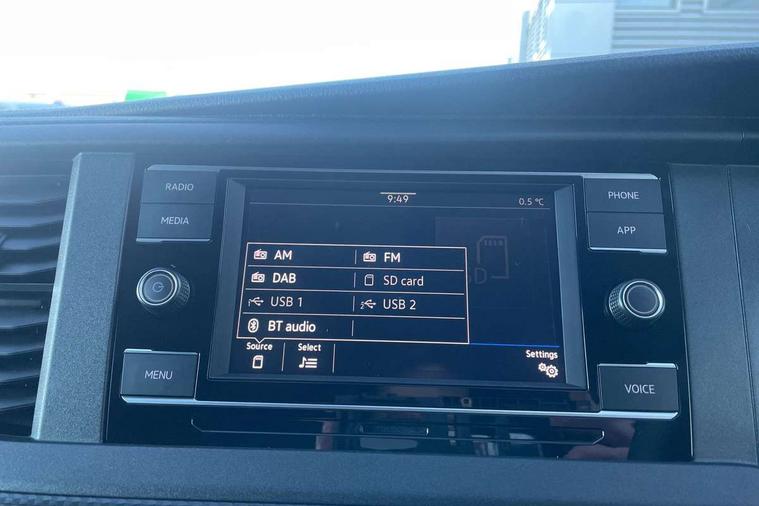 RADIO
MEDIA
MENU
9:49
0.5 °C
AM
FM
DAB
SD card
USB 1
USB 2
BT audio
Source
Select
Settings
PHONE
APP
VOICE